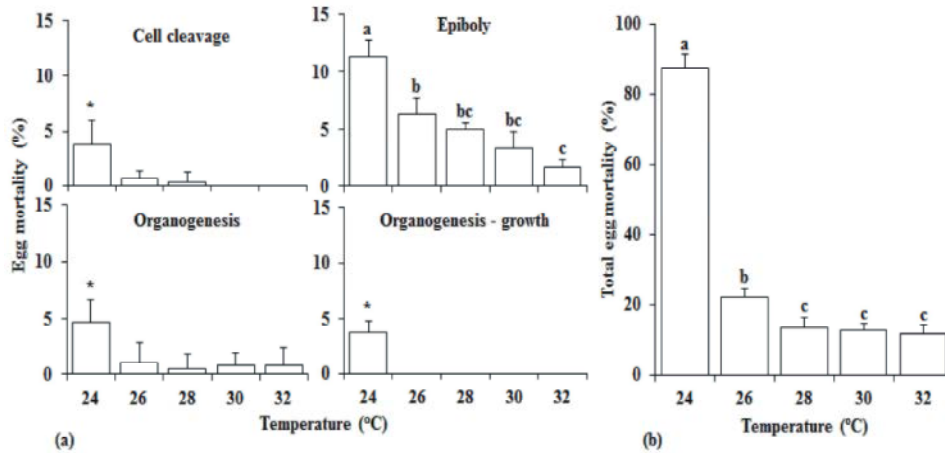 Egg mortality (%)
15
10
5
0
Cell cleavage
*
15
10
5
0
Epiboly
a
b
bc
bc
c
15
10
5
0
Organogenesis
*
24 26 28 30 32
15
10
5
0
Organogenesis - growth
*
24 26 28 30 32
Temperature (°C)
(a)
Total egg mortality (%)
100
80
60
40
20
0
a
b
c
c
c
24 26 28 30 32
Temperature (°C)
(b)